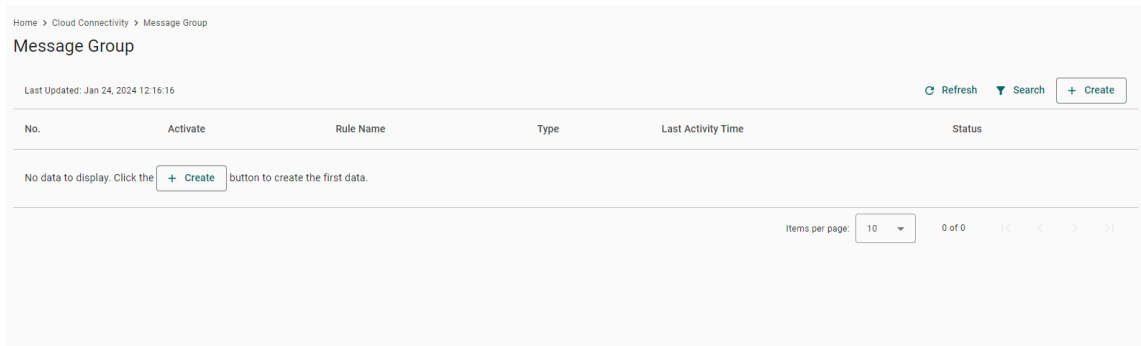 Home > Cloud Connectivity > Message Group
Message Group
Last Updated: Jan 24, 2024 12:16:16
Refresh Search + Create
No. Activate Rule Name Type Last Activity Time Status
No data to display. Click the + Create button to create the first data.
Items per page: 10 0 of 0